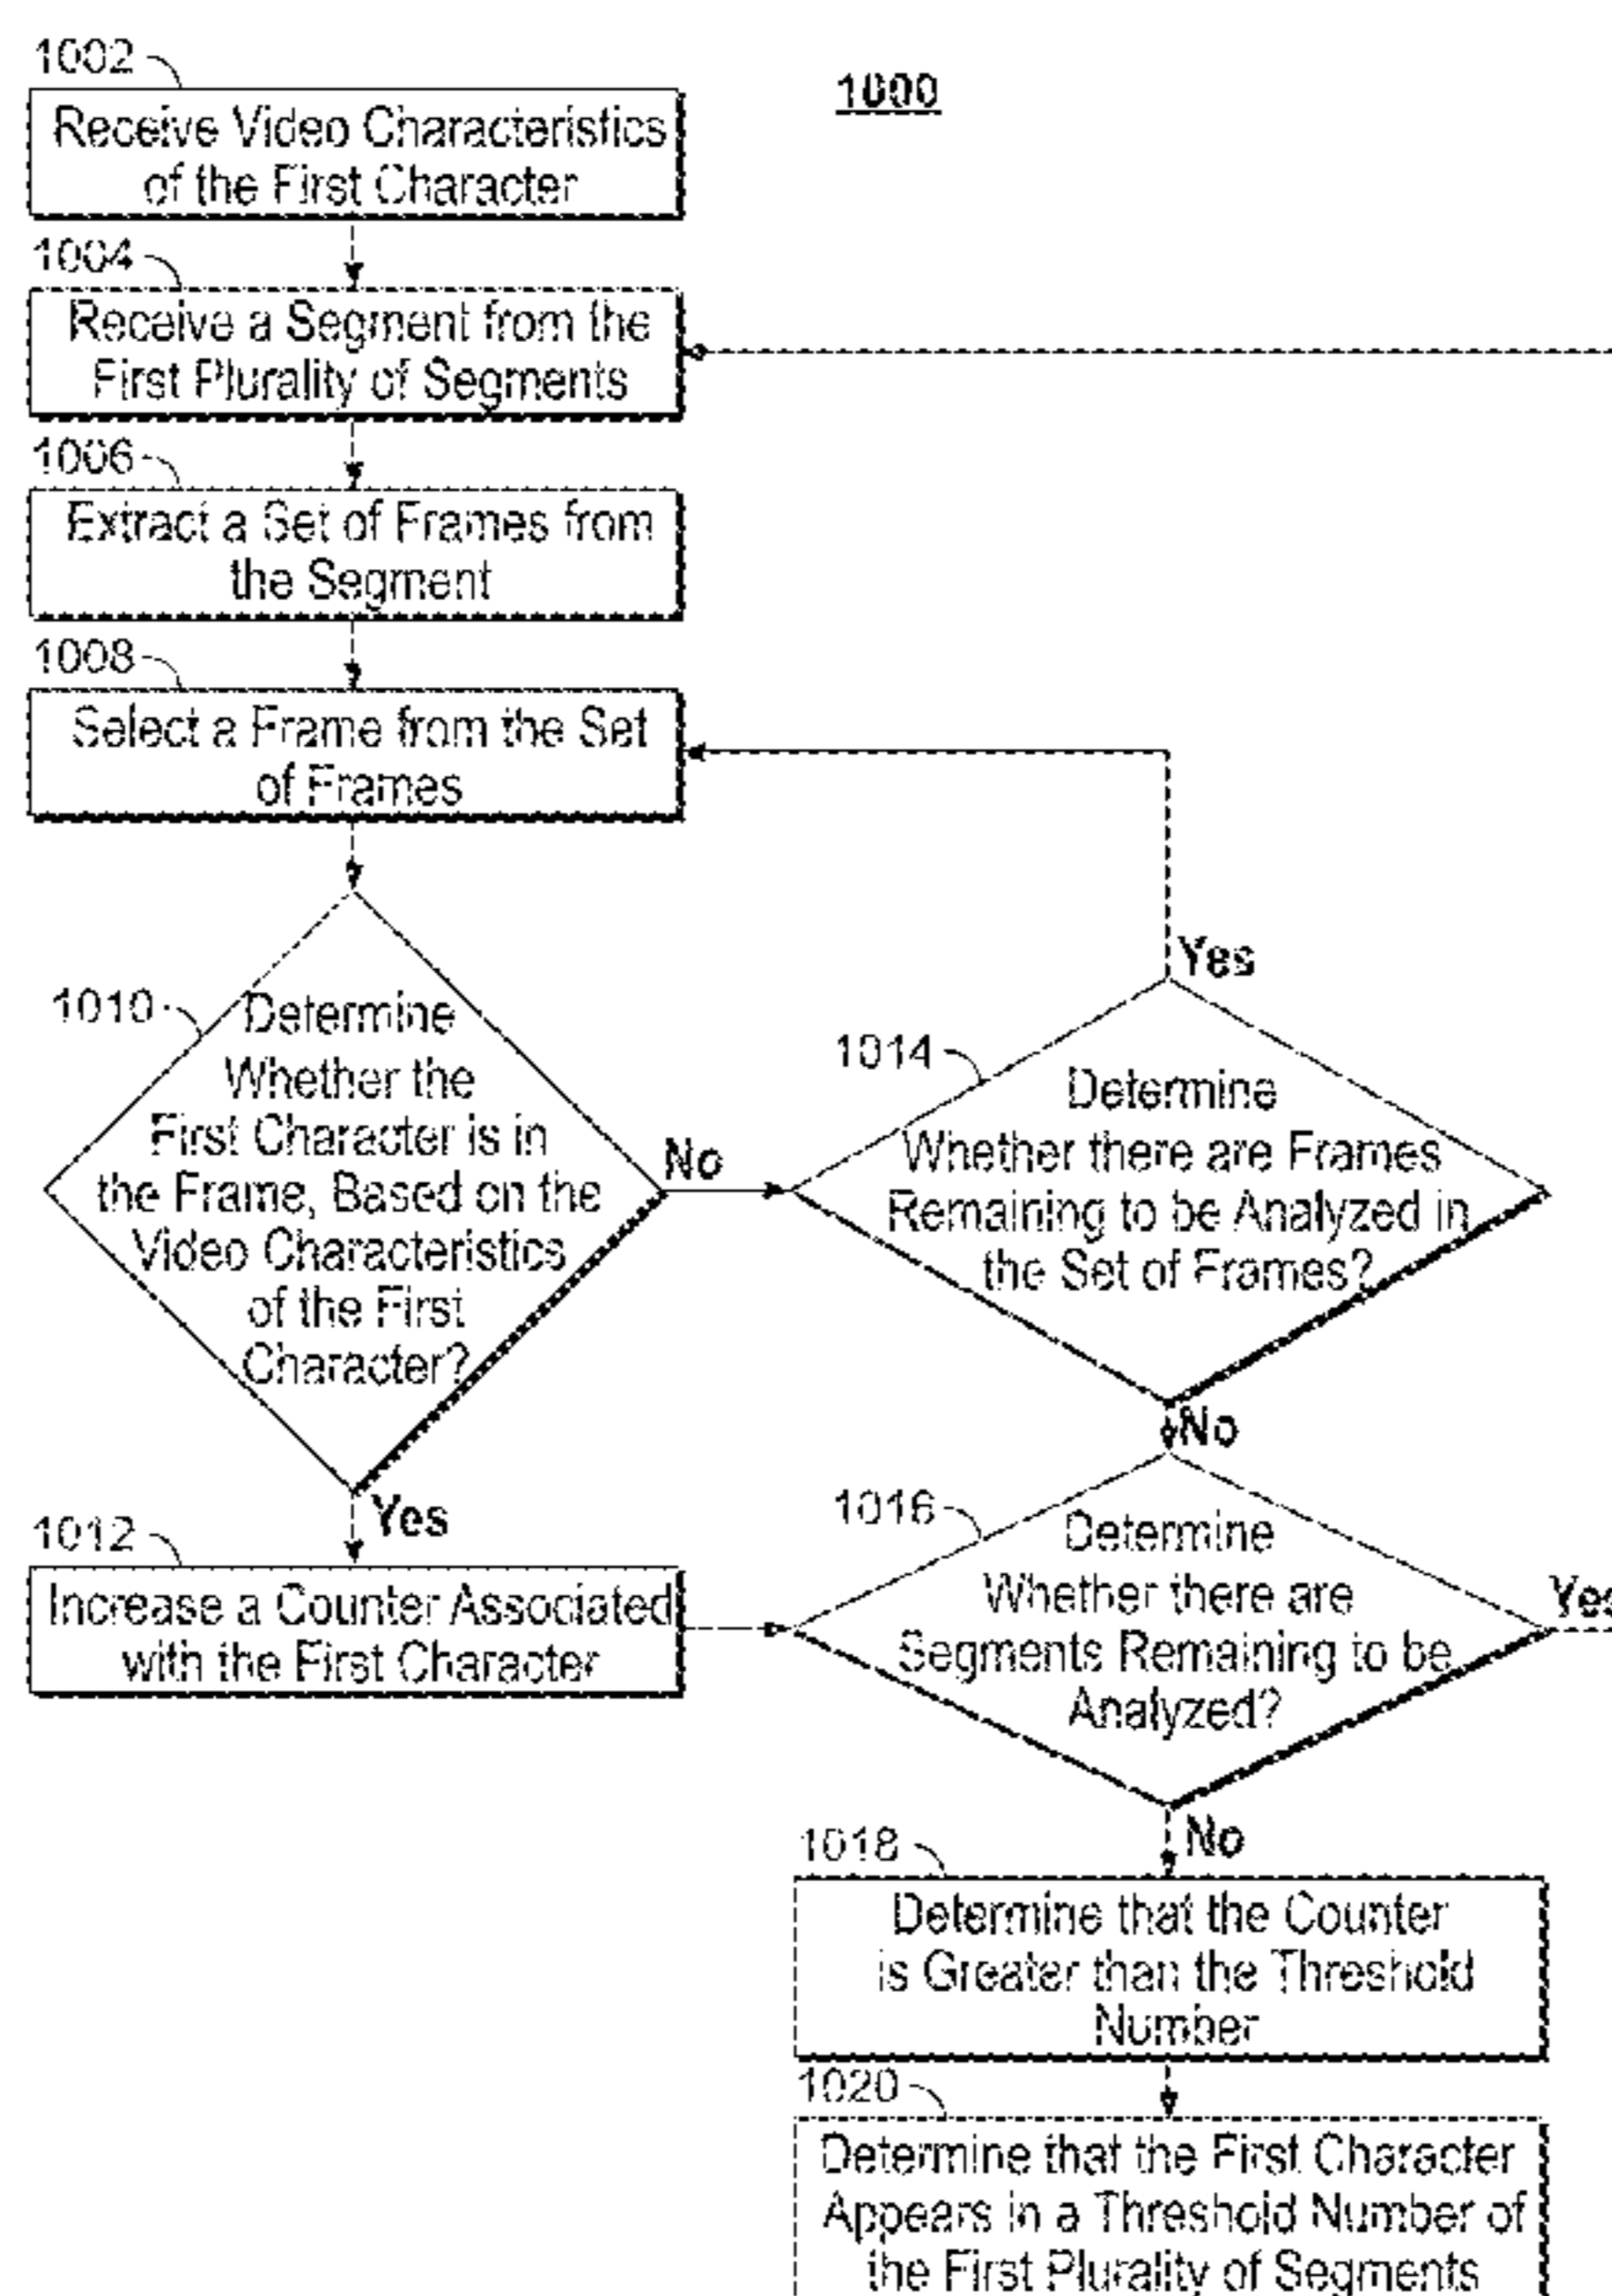 1000
1002
Receive Video Characteristics
of the First Character
1004
Receive a Segment from the
First Plurality of Segments
1006
Extract a Set of Frames from
the Segment
1008
Select a Frame from the Set
of Frames
1010
Determine
Whether the
First Character is in
the Frame, Based on the
Video Characteristics
of the First
Character?
No
Yes
1012
Increase a Counter Associated
with the First Character
1014
Yes
Determine
Whether there are Frames
Remaining to be Analyzed in
the Set of Frames?
No
1016
Determine
Whether there are
Segments Remaining to be
Analyzed?
Yes
No
1018
Determine that the Counter
is Greater than the Threshold
Number
1020
Determine that the First Character
Appears in a Threshold Number of
the First Plurality of Segments